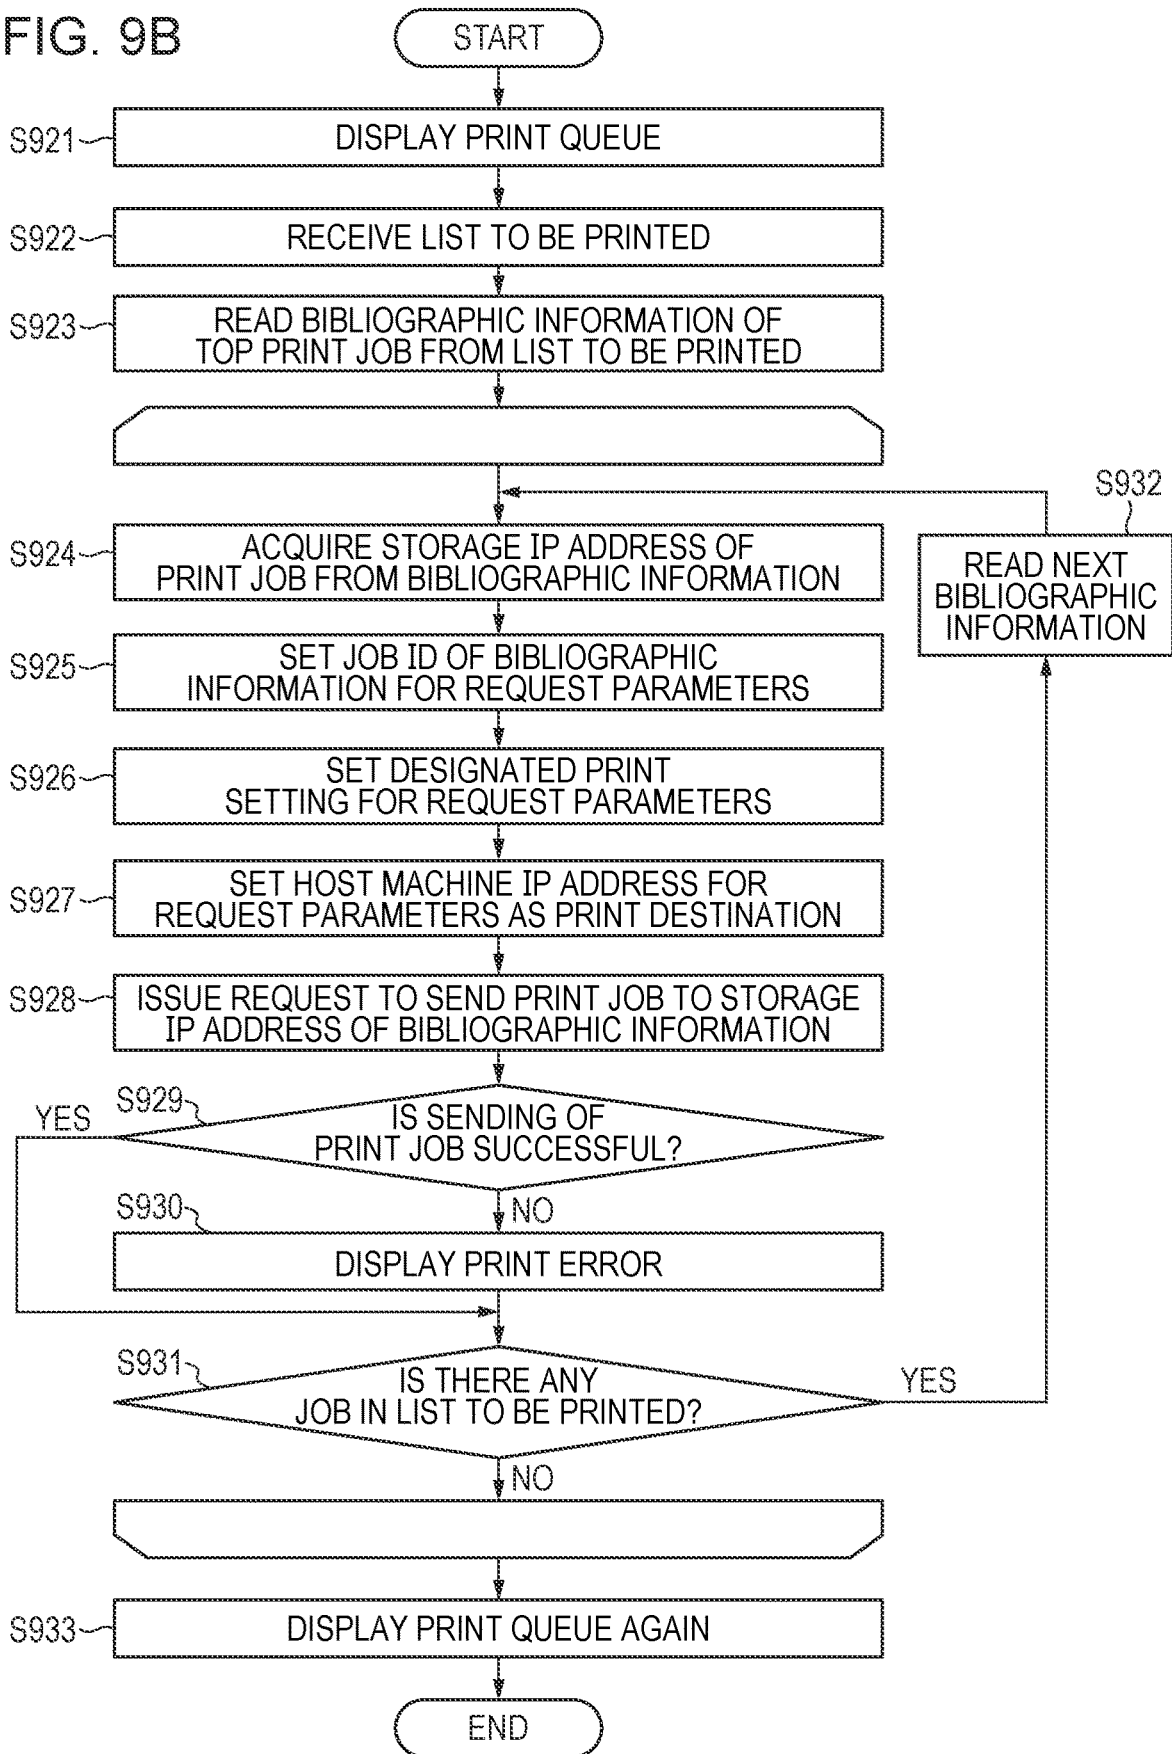 FIG. 9B
START
S921
DISPLAY PRINT QUEUE
S922
RECEIVE LIST TO BE PRINTED
S923
READ BIBLIOGRAPHIC INFORMATION OF
TOP PRINT JOB FROM LIST TO BE PRINTED
S932
READ NEXT
BIBLIOGRAPHIC
INFORMATION
S924
ACQUIRE STORAGE IP ADDRESS OF
PRINT JOB FROM BIBLIOGRAPHIC INFORMATION
S925
SET JOB ID OF BIBLIOGRAPHIC
INFORMATION FOR REQUEST PARAMETERS
S926
SET DESIGNATED PRINT
SETTING FOR REQUEST PARAMETERS
S927
SET HOST MACHINE IP ADDRESS FOR
REQUEST PARAMETERS AS PRINT DESTINATION
S928
ISSUE REQUEST TO SEND PRINT JOB TO STORAGE
IP ADDRESS OF BIBLIOGRAPHIC INFORMATION
S929
YES
IS SENDING OF
PRINT JOB SUCCESSFUL?
NO
S930
DISPLAY PRINT ERROR
S931
IS THERE ANY
JOB IN LIST TO BE PRINTED?
YES
NO
S933
DISPLAY PRINT QUEUE AGAIN
END